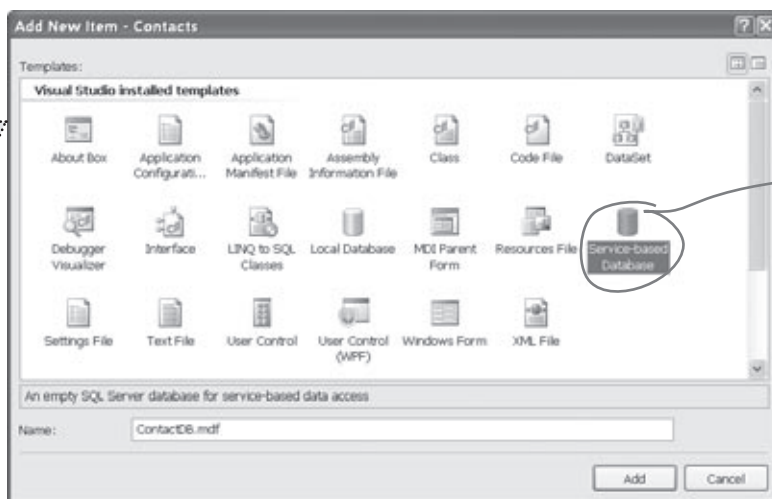 Add New Item - Contacts
Templates:
Visual Studio installed templates
About Box
Application Configurati...
Application Manifest File
Assembly Information File
Class
Code File
DataSet
Debugger Visualizer
Interface
LINQ to SQL Classes
Local Database
MDI Parent Form
Resources File
Service-based Database
Settings File
Text File
User Control
User Control (WPF)
Windows Form
XML File
An empty SQL Server database for service-based data access
Name: ContactDB.mdf
Add Cancel